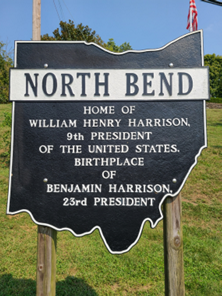 NORTH BEND
HOME OF
WILLIAM HENRY HARRISON,
9th PRESIDENT
OF THE UNITED STATES.
BIRTHPLACE
OF
BENJAMIN HARRISON,
23rd PRESIDENT